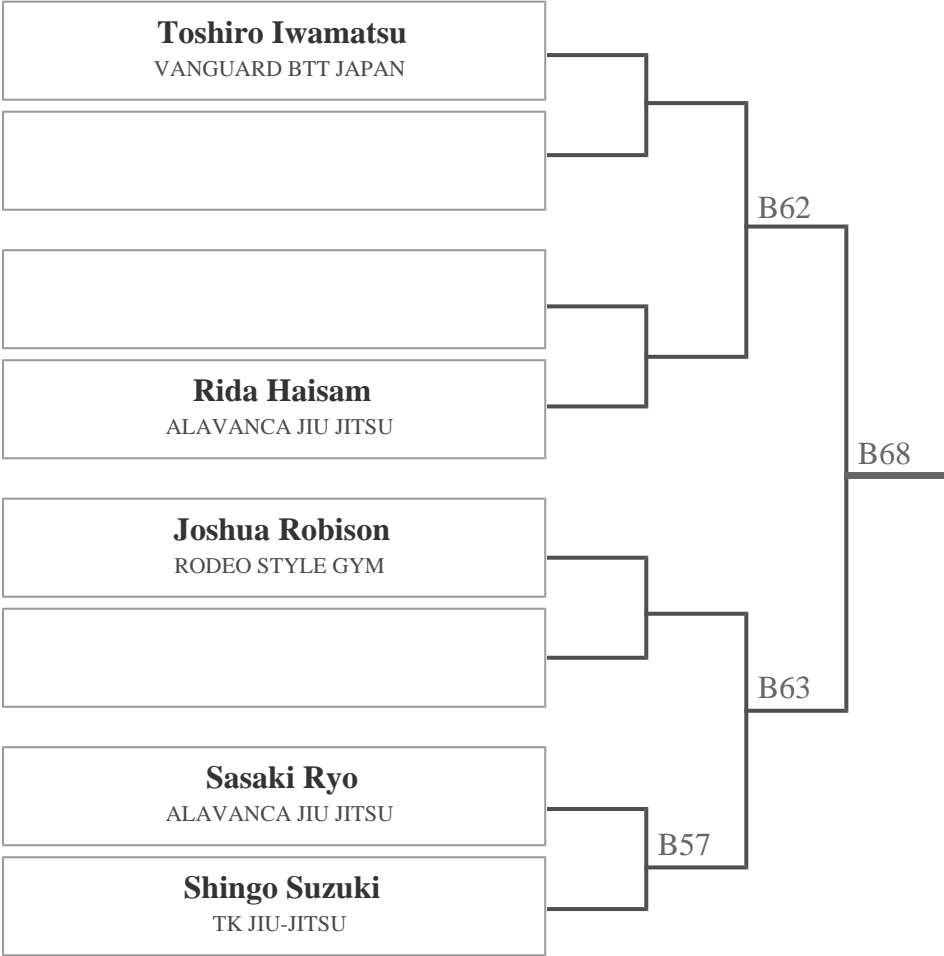 Toshiro Iwamatsu
VANGUARD BTT JAPAN
B62
Rida Haisam
ALAVANCA JIU JITSU
B68
Joshua Robison
RODEO STYLE GYM
B63
Sasaki Ryo
ALAVANCA JIU JITSU
B57
Shingo Suzuki
TK JIU-JITSU